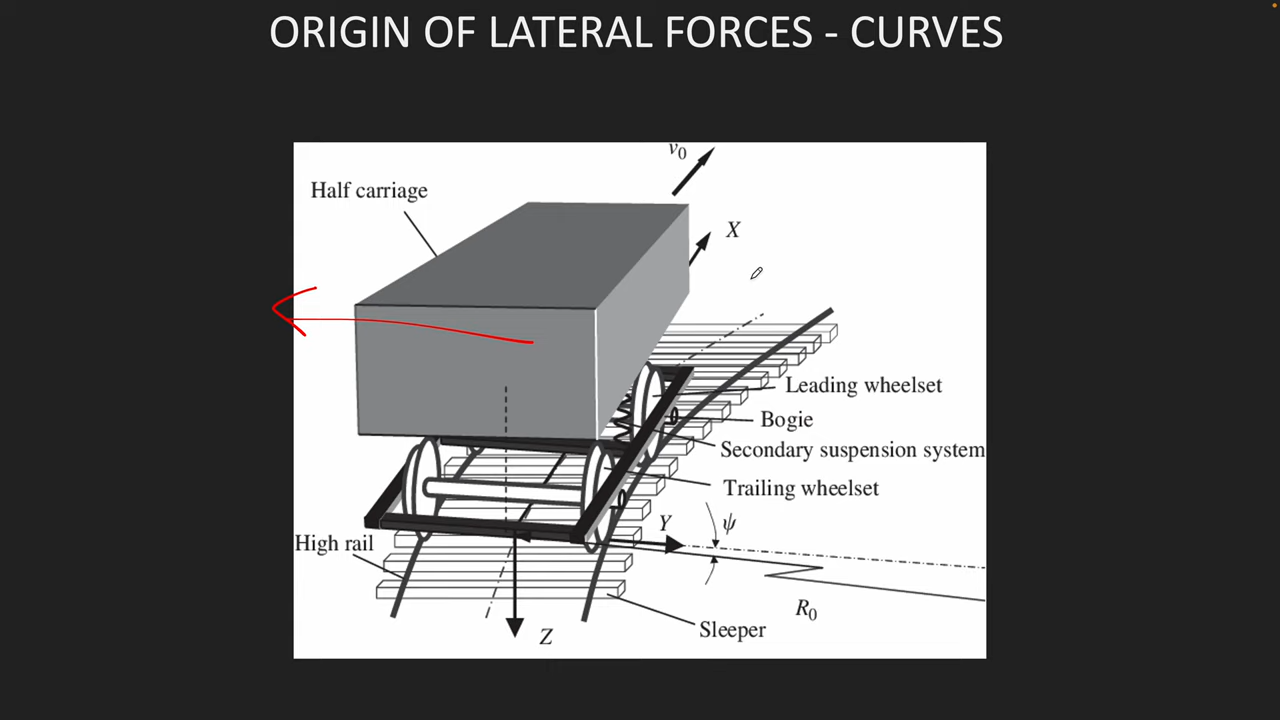 ORIGIN OF LATERAL FORCES - CURVES
v0
Half carriage
X
Leading wheelset
Bogie
Secondary suspension system
Trailing wheelset
Y
ψ
High rail
R0
Sleeper
Z